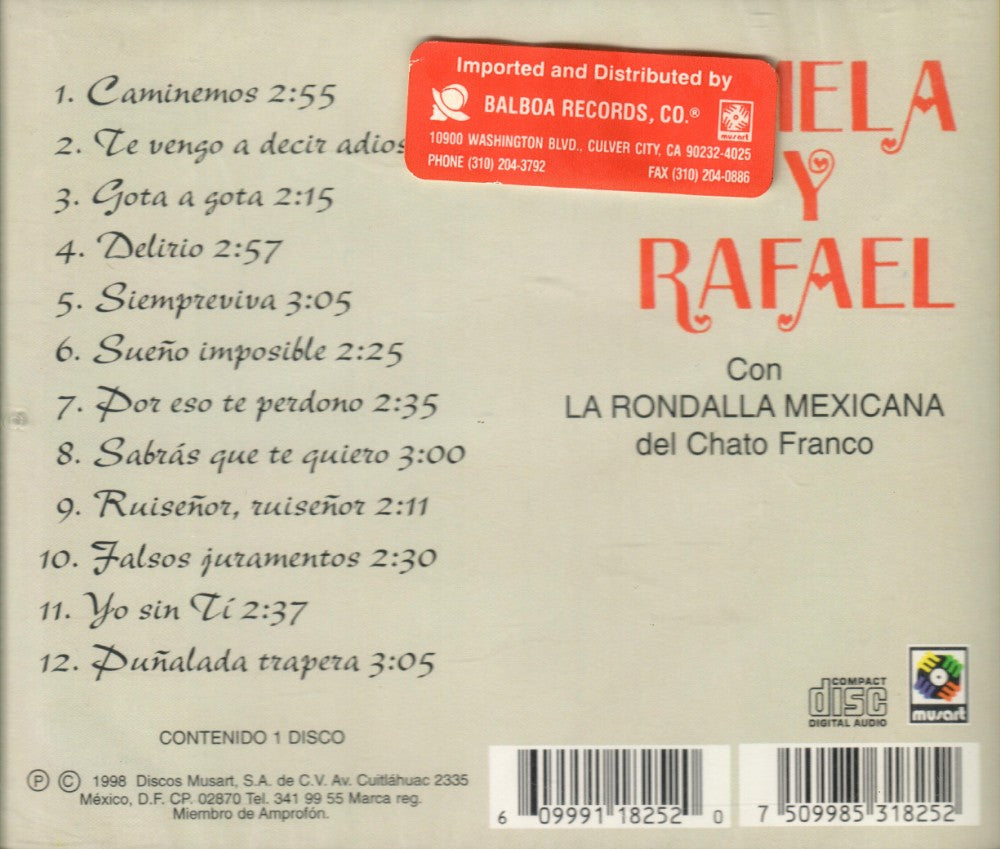 1. Caminemos 2:55
2. Te vengo a decir adios
3. Gota a gota 2:15
4. Delirio 2:57
5. Siempreviva 3:05
6. Sueño imposible 2:25
7. Por eso te perdono 2:35
8. Sabrás que te quiero 3:00
9. Ruiseñor, ruiseñor 2:11
10. Falsos juramentos 2:30
11. Yo sin Tí 2:37
12. Puñalada trapera 3:05
Imported and Distributed by
BALBOA RECORDS, CO.®
musart
10900 WASHINGTON BLVD., CULVER CITY, CA 90232-4025
PHONE (310) 204-3792 FAX (310) 204-0886
Y
RAFAEL
Con
LA RONDALLA MEXICANA
del Chato Franco
CONTENIDO 1 DISCO
Ⓟ © 1998 Discos Musart, S.A. de C.V. Av. Cuitláhuac 2335
México, D.F. CP. 02870 Tel. 341 99 55 Marca reg.
Miembro de Amprofón.
COMPACT
disc
DIGITAL AUDIO
musart
6 09991 18252 0
7 509985 318252